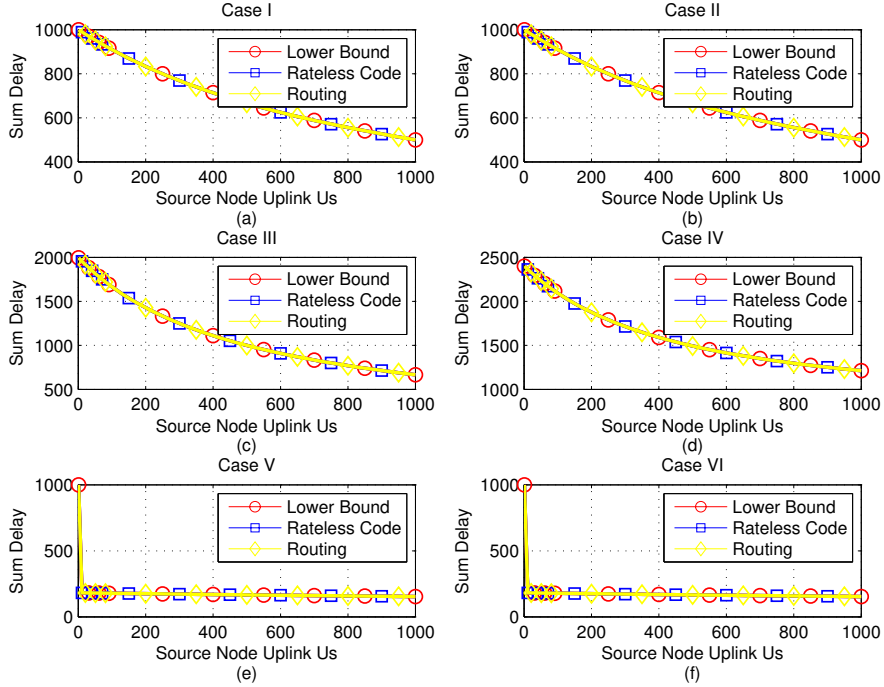 Case I
Sum Delay
1000
800
600
400
Lower Bound
Rateless Code
Routing
0 200 400 600 800 1000
Source Node Uplink Us
(a)
Case II
Sum Delay
1000
800
600
400
Lower Bound
Rateless Code
Routing
0 200 400 600 800 1000
Source Node Uplink Us
(b)
Case III
Sum Delay
2000
1500
1000
500
Lower Bound
Rateless Code
Routing
0 200 400 600 800 1000
Source Node Uplink Us
(c)
Case IV
Sum Delay
2500
2000
1500
1000
Lower Bound
Rateless Code
Routing
0 200 400 600 800 1000
Source Node Uplink Us
(d)
Case V
Sum Delay
1000
500
0
Lower Bound
Rateless Code
Routing
0 200 400 600 800 1000
Source Node Uplink Us
(e)
Case VI
Sum Delay
1000
500
0
Lower Bound
Rateless Code
Routing
0 200 400 600 800 1000
Source Node Uplink Us
(f)